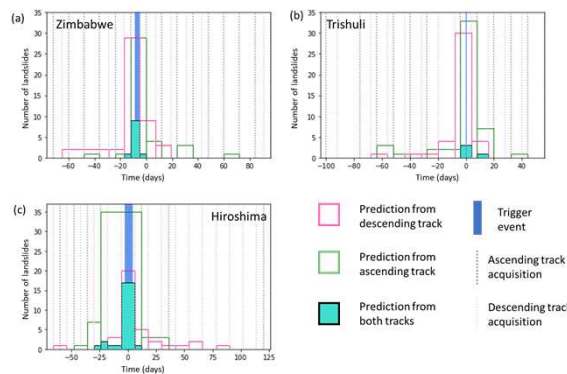 (a)
Zimbabwe
Number of landslides
35
30
25
20
15
10
5
0
-60
-40
-20
0
20
40
60
80
Time (days)
(b)
Trishuli
Number of landslides
35
30
25
20
15
10
5
0
-100
-80
-60
-40
-20
0
20
40
Time (days)
(c)
Hiroshima
Number of landslides
35
30
25
20
15
10
5
0
-50
-25
0
25
50
75
100
125
Time (days)
Prediction from
descending track
Trigger
event
Prediction from
ascending track
Ascending track
acquisition
Prediction from
both tracks
Descending track
acquisition